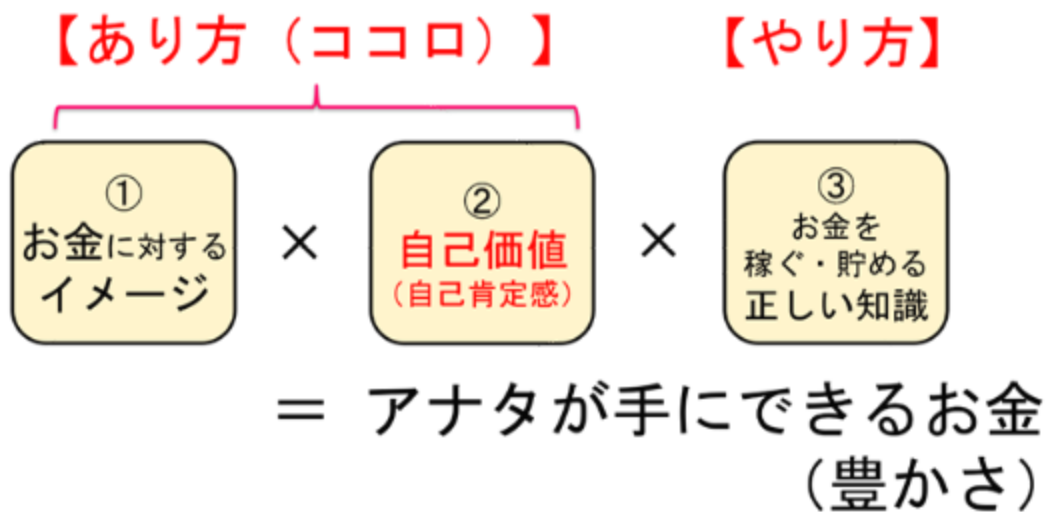 【あり方（ココロ）】
【やり方】
①
お金に対する
イメージ
×
②
自己価値
（自己肯定感）
×
③
お金を
稼ぐ・貯める
正しい知識
＝ アナタが手にできるお金
（豊かさ）